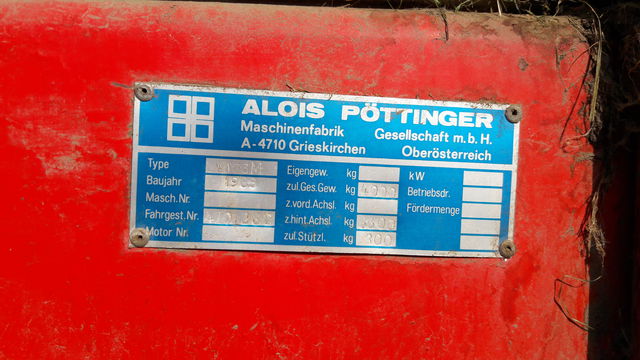 ALOIS PÖTTINGER
Maschinenfabrik Gesellschaft m.b.H.
A-4710 Grieskirchen Oberösterreich
Type Eigengew. kg kW
Baujahr zul.Ges.Gew. kg 4000 Betriebsdr.
Masch.Nr. z.vord.Achsl. kg Fördermenge
Fahrgest.Nr. z.hint.Achsl. kg
Motor Nr. zul.Stützl. kg 300